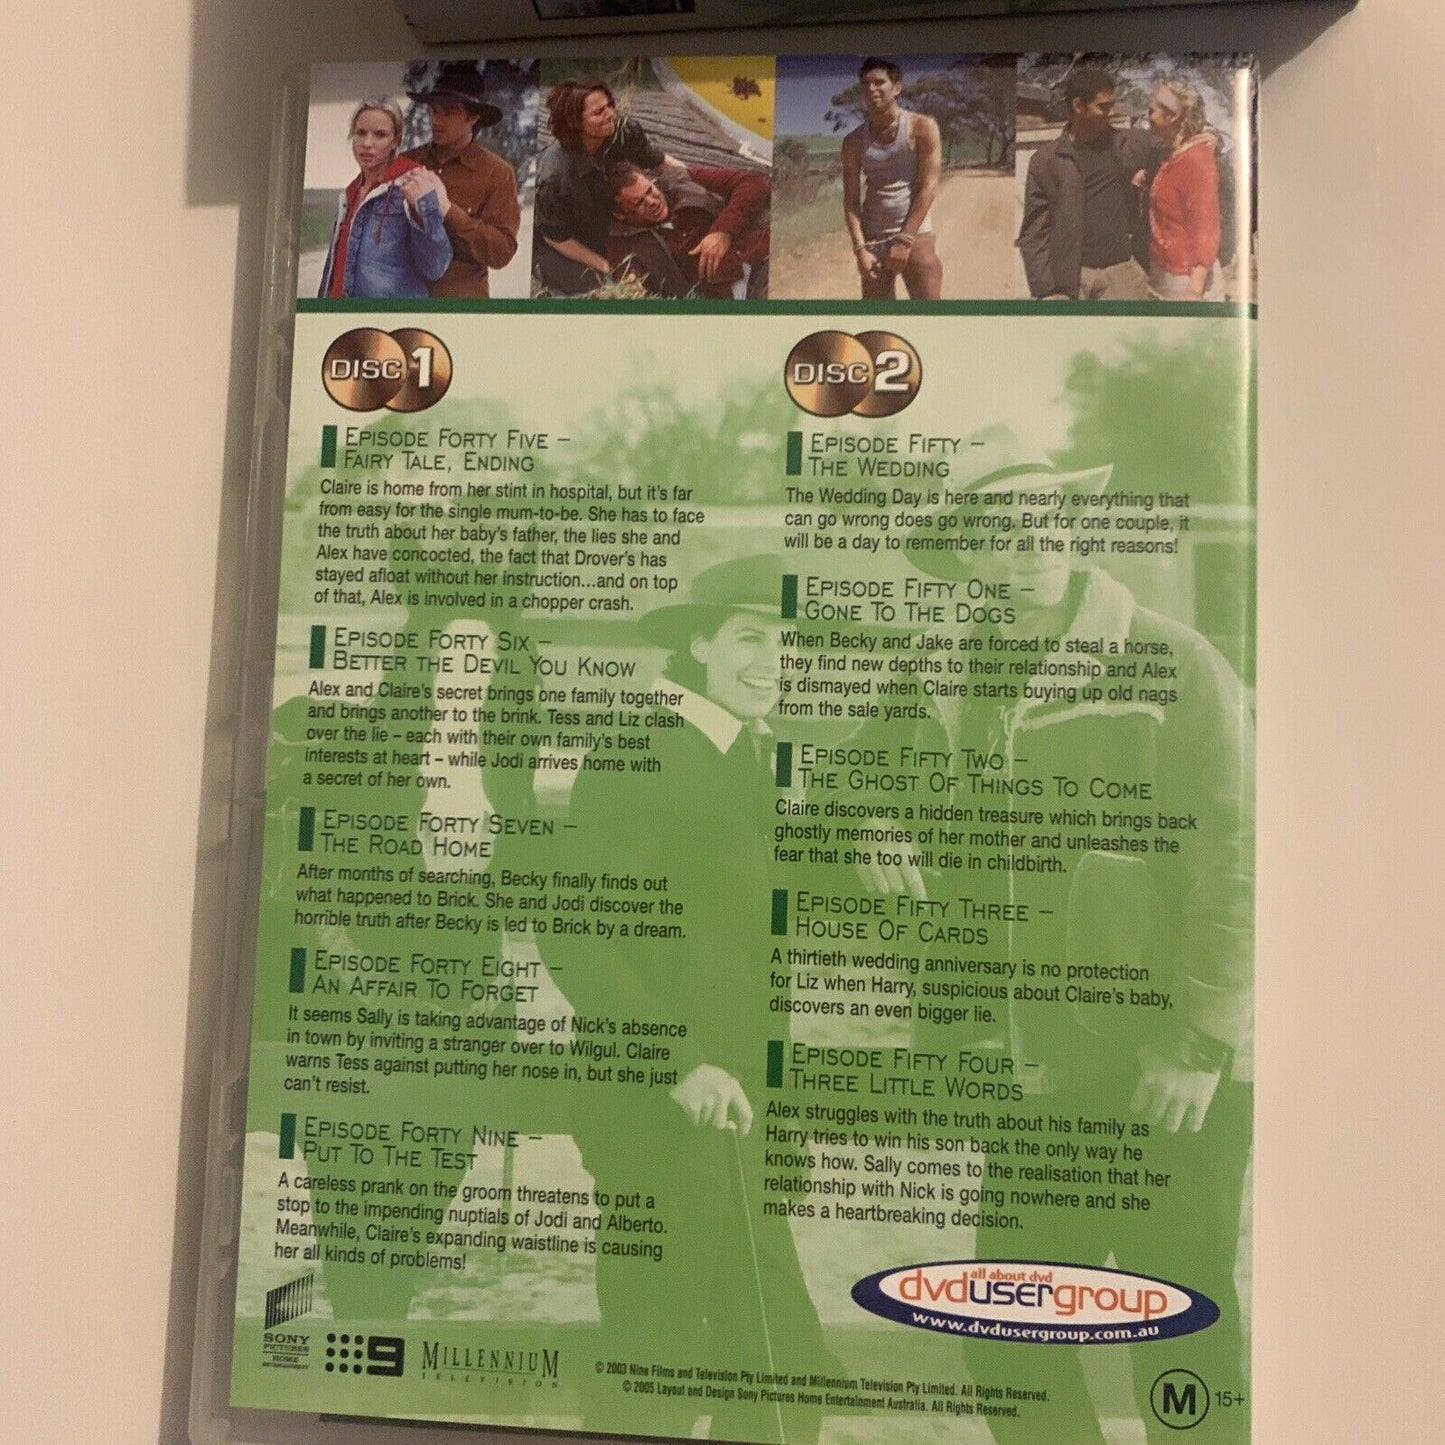 DISC 1
EPISODE FORTY FIVE –
FAIRY TALE, ENDING
Claire is home from her stint in hospital, but it's far
from easy for the single mum-to-be. She has to face
the truth about her baby's father, the lies she and
Alex have concocted, the fact that Drover's has
stayed afloat without her instruction...and on top
of that, Alex is involved in a chopper crash.
EPISODE FORTY SIX –
BETTER THE DEVIL YOU KNOW
Alex and Claire's secret brings one family together
and brings another to the brink. Tess and Liz clash
over the lie – each with their own family's best
interests at heart – while Jodi arrives home with
a secret of her own.
EPISODE FORTY SEVEN –
THE ROAD HOME
After months of searching, Becky finally finds out
what happened to Brick. She and Jodi discover the
horrible truth after Becky is led to Brick by a dream.
EPISODE FORTY EIGHT –
AN AFFAIR TO FORGET
It seems Sally is taking advantage of Nick's absence
in town by inviting a stranger over to Wilgul. Claire
warns Tess against putting her nose in, but she just
can't resist.
EPISODE FORTY NINE –
PUT TO THE TEST
A careless prank on the groom threatens to put a
stop to the impending nuptials of Jodi and Alberto.
Meanwhile, Claire's expanding waistline is causing
her all kinds of problems!
DISC 2
EPISODE FIFTY –
THE WEDDING
The Wedding Day is here and nearly everything that
can go wrong does go wrong. But for one couple, it
will be a day to remember for all the right reasons!
EPISODE FIFTY ONE –
GONE TO THE DOGS
When Becky and Jake are forced to steal a horse,
they find new depths to their relationship and Alex
is dismayed when Claire starts buying up old nags
from the sale yards.
EPISODE FIFTY TWO –
THE GHOST OF THINGS TO COME
Claire discovers a hidden treasure which brings back
ghostly memories of her mother and unleashes the
fear that she too will die in childbirth.
EPISODE FIFTY THREE –
HOUSE OF CARDS
A thirtieth wedding anniversary is no protection
for Liz when Harry, suspicious about Claire's baby,
discovers an even bigger lie.
EPISODE FIFTY FOUR –
THREE LITTLE WORDS
Alex struggles with the truth about his family as
Harry tries to win his son back the only way he
knows how. Sally comes to the realisation that her
relationship with Nick is going nowhere and she
makes a heartbreaking decision.
all about dvd
dvdusergroup
www.dvdusergroup.com.au
SONY
PICTURES
HOME
ENTERTAINMENT
9
MILLENNIUM
TELEVISION
© 2003 Nine Films and Television Pty Limited and Millennium Television Pty Limited. All Rights Reserved.
© 2005 Layout and Design Sony Pictures Home Entertainment Australia. All Rights Reserved.
M 15+